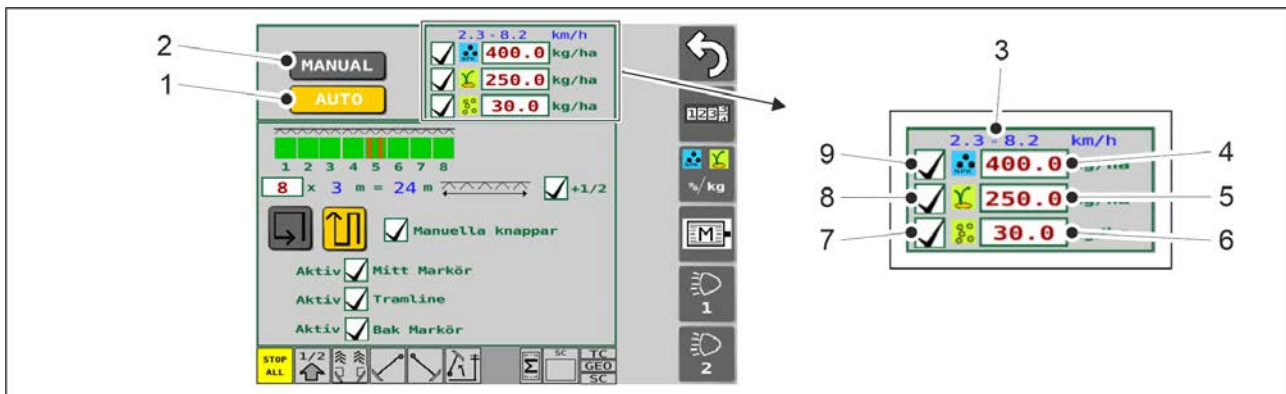 2
1
MANUAL
AUTO
2.3 - 8.2 km/h
NPK 400.0 kg/ha
250.0 kg/ha
30.0 kg/ha
1 2 3 4 5 6 7 8
8 x 3 m = 24 m +1/2
Manuella knappar
Aktiv Mitt Markör
Aktiv Tramline
Aktiv Bak Markör
STOP ALL
1/2
Σ
SC
TC
GEO
SC
%/kg
M
1
2
3
2.3 - 8.2 km/h
9 NPK 400.0 4
8 250.0 5
7 30.0 6